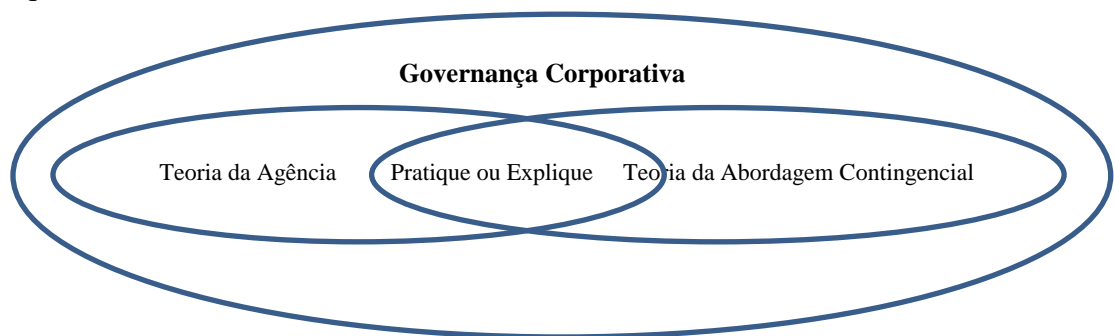 Governança Corporativa
Teoria da Agência
Pratique ou Explique
Teoria da Abordagem Contingencial